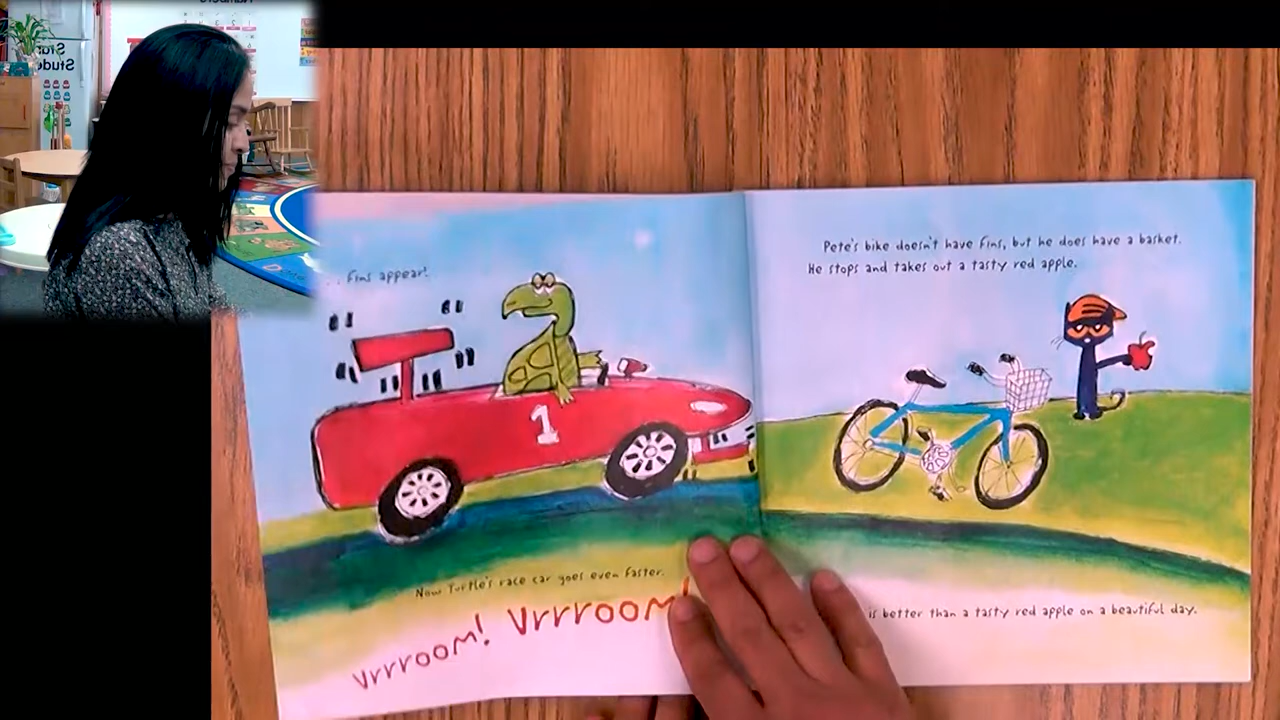 . . fins appear!
1
Now Turtle's race car goes even faster.
Vrrroom! Vrrroom!
Pete's bike doesn't have fins, but he does have a basket.
He stops and takes out a tasty red apple.
is better than a tasty red apple on a beautiful day.